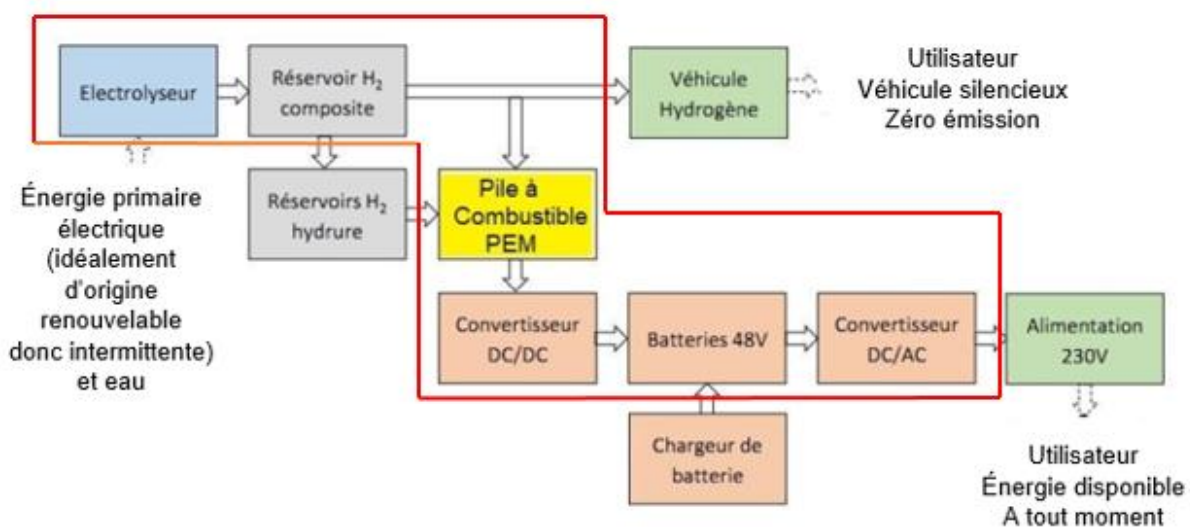 Electrolyseur
Réservoir H₂
composite
Véhicule
Hydrogène
Utilisateur
Véhicule silencieux
Zéro émission
Énergie primaire
électrique
(idéalement
d'origine
renouvelable
donc intermittente)
et eau
Réservoirs H₂
hydrure
Pile à
Combustible
PEM
Convertisseur
DC/DC
Batteries 48V
Convertisseur
DC/AC
Alimentation
230V
Chargeur de
batterie
Utilisateur
Énergie disponible
A tout moment